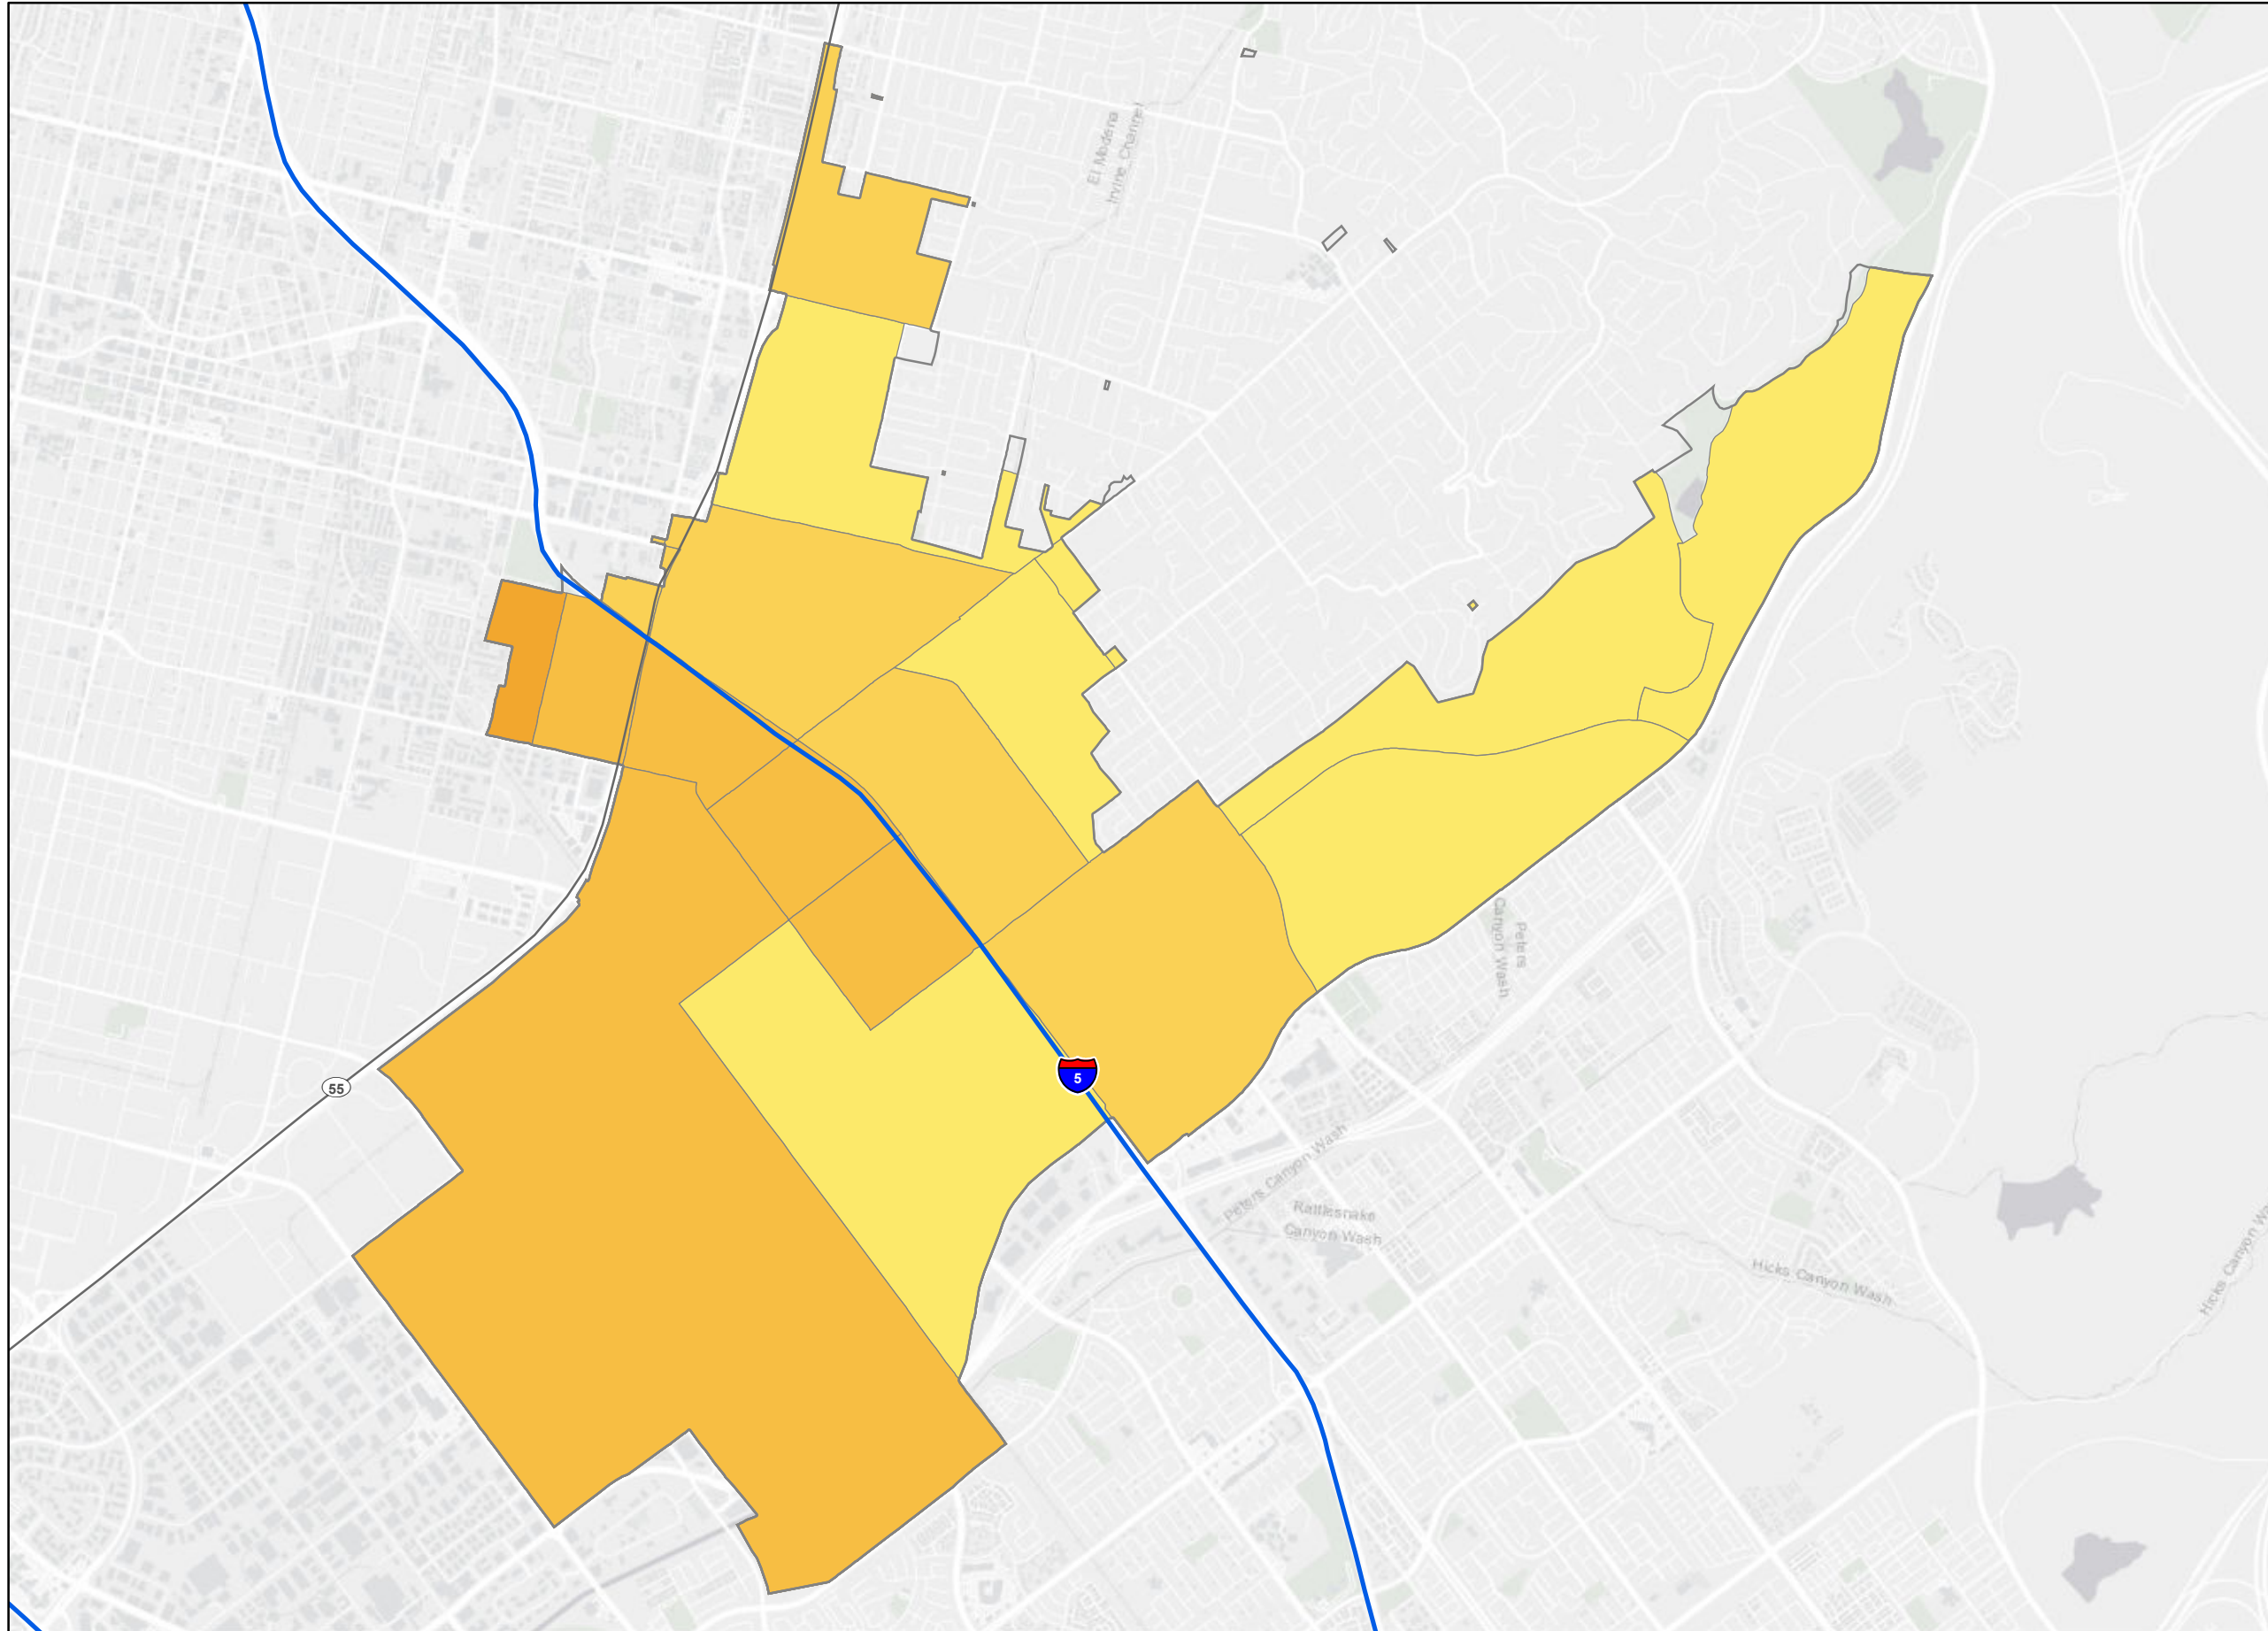 El Modena
Irvine Channel
Peters
Canyon Wash
55
5
Peters Canyon Wash
Rattlesnake
Canyon Wash
Hicks Canyon Wash
Hicks Canyon Wa